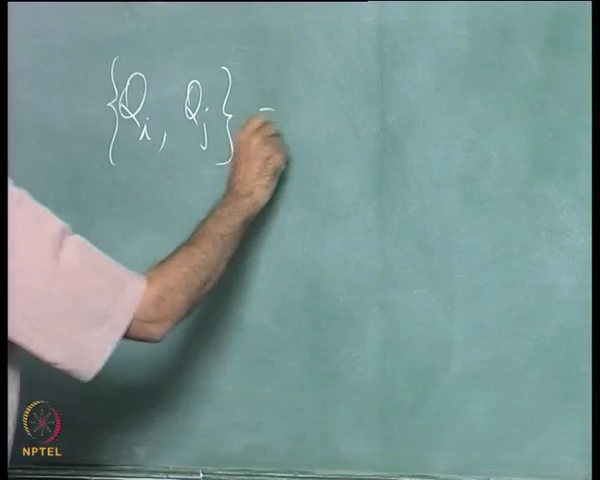 {Q_i, Q_j} =
NPTEL